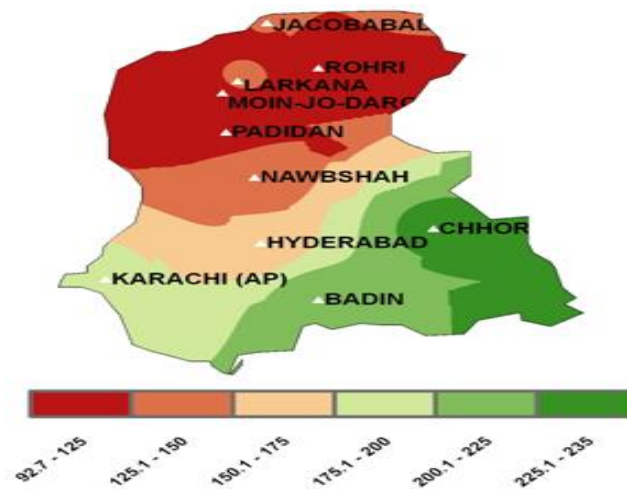 JACOBABAD
ROHRI
LARKANA
MOIN-JO-DARO
PADIDAN
NAWBSHAH
CHHOR
HYDERABAD
KARACHI (AP)
BADIN
92.7 - 125
125.1 - 150
150.1 - 175
175.1 - 200
200.1 - 225
225.1 - 235